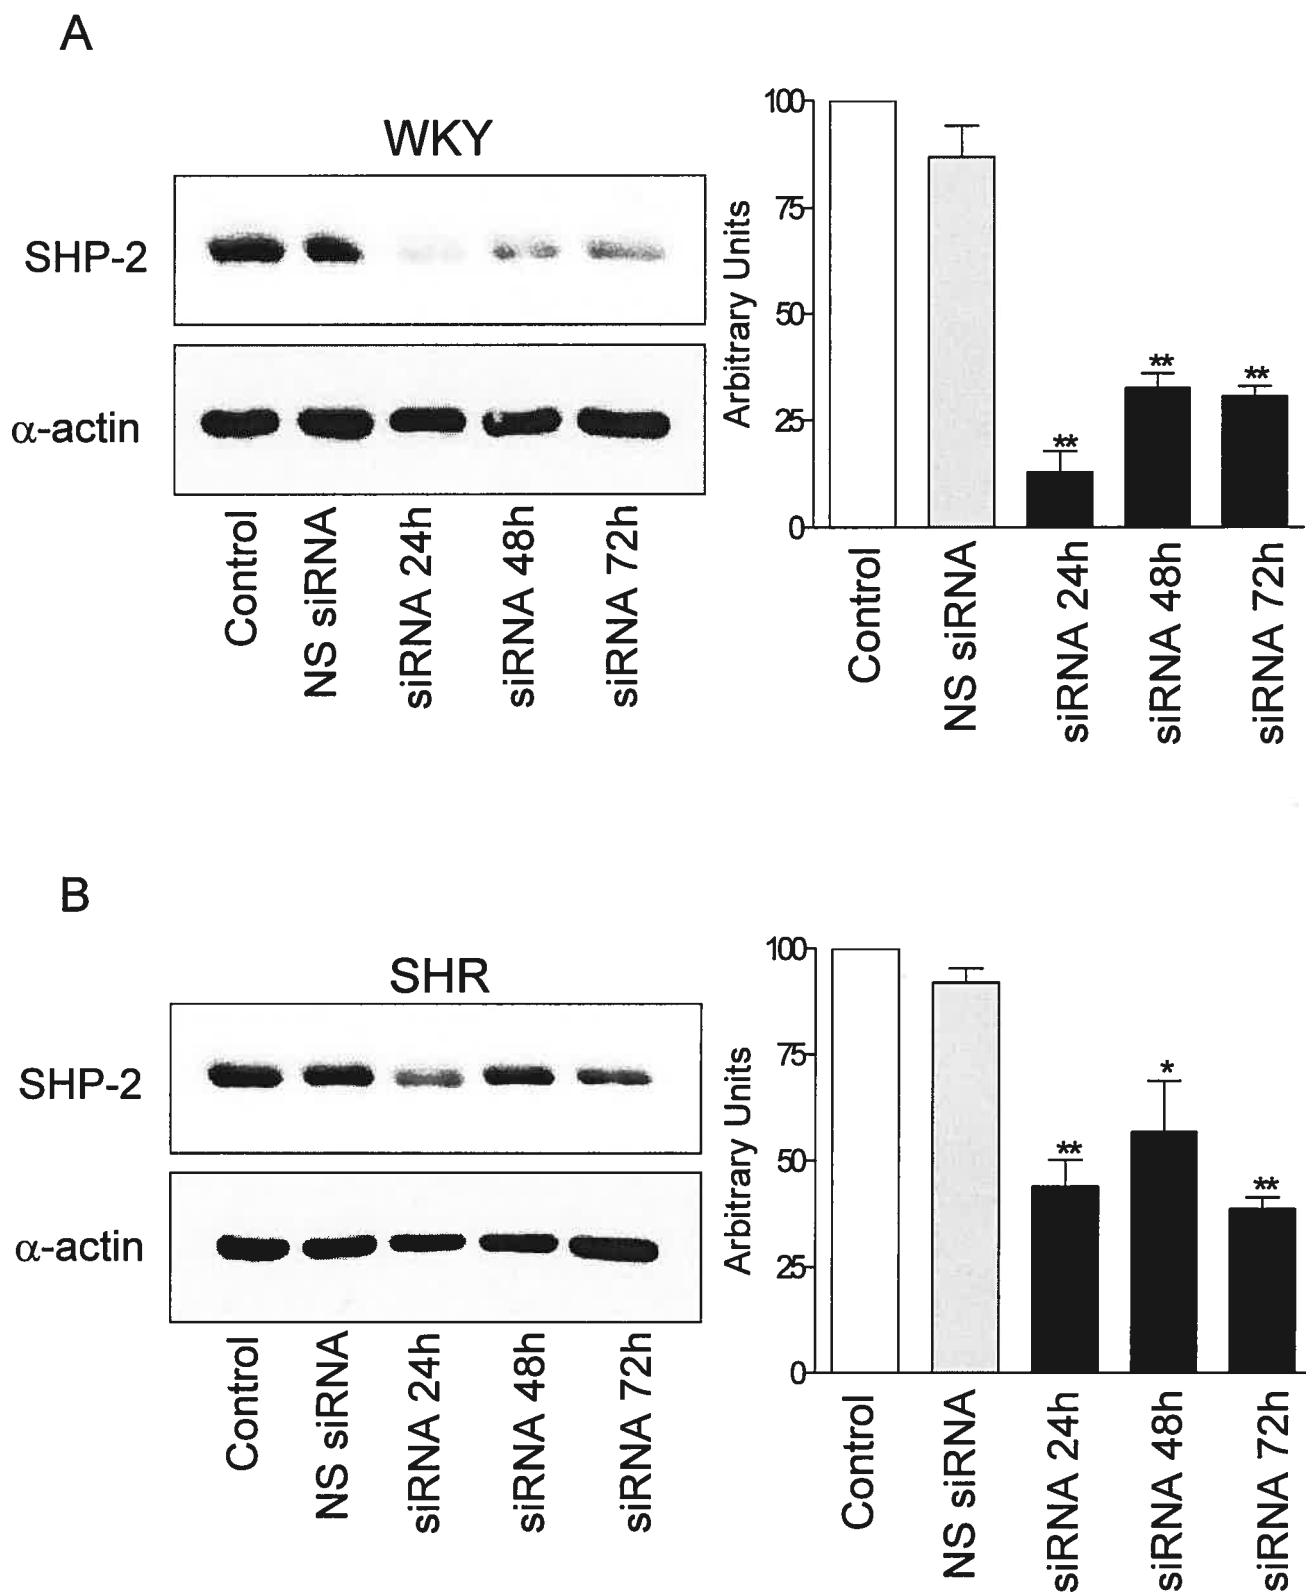 A
WKY
SHP-2
α-actin
Control
NS siRNA
siRNA 24h
siRNA 48h
siRNA 72h
Arbitrary Units
100
75
50
25
0
**
**
**
Control
NS siRNA
siRNA 24h
siRNA 48h
siRNA 72h
B
SHR
SHP-2
α-actin
Control
NS siRNA
siRNA 24h
siRNA 48h
siRNA 72h
Arbitrary Units
100
75
50
25
0
**
*
**
Control
NS siRNA
siRNA 24h
siRNA 48h
siRNA 72h